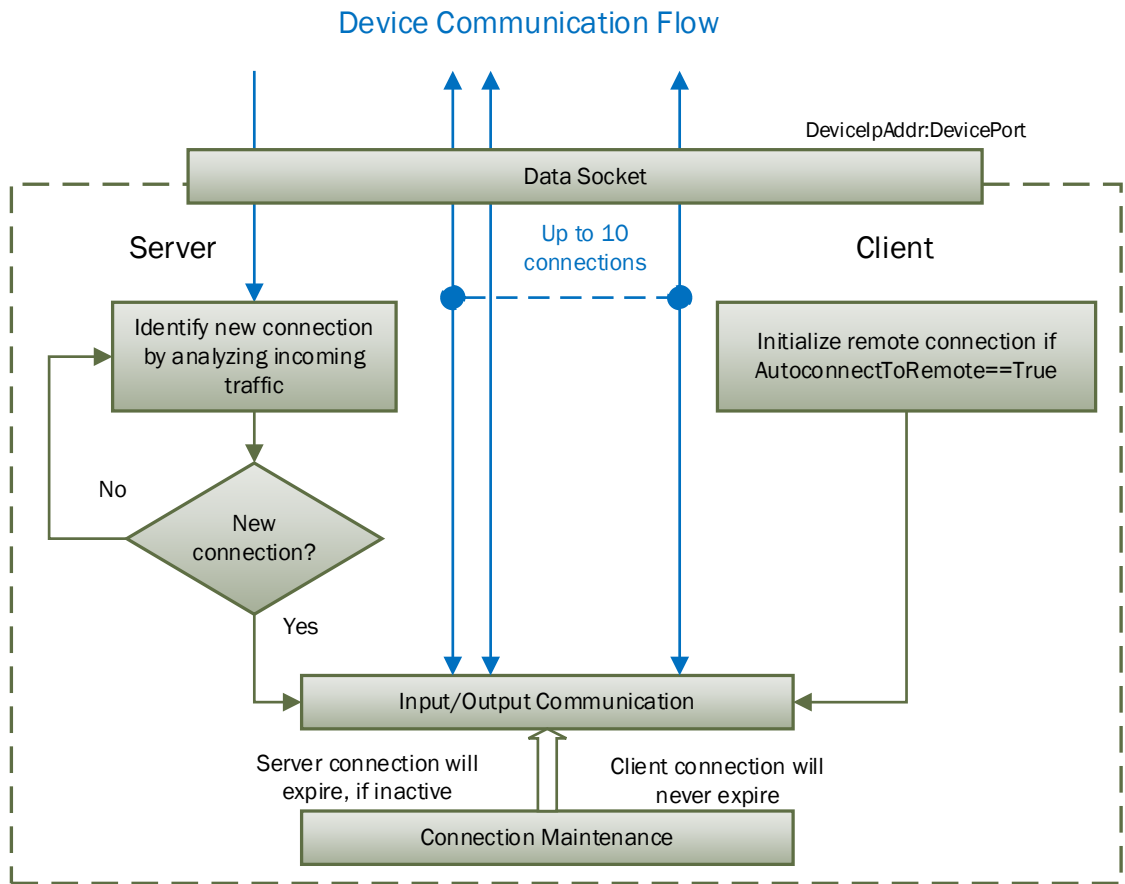 Device Communication Flow
DeviceIpAddr:DevicePort
Data Socket
Server
Up to 10
connections
Client
Identify new connection
by analyzing incoming
traffic
Initialize remote connection if
AutoconnectToRemote==True
No
New
connection?
Yes
Input/Output Communication
Server connection will
expire, if inactive
Client connection will
never expire
Connection Maintenance